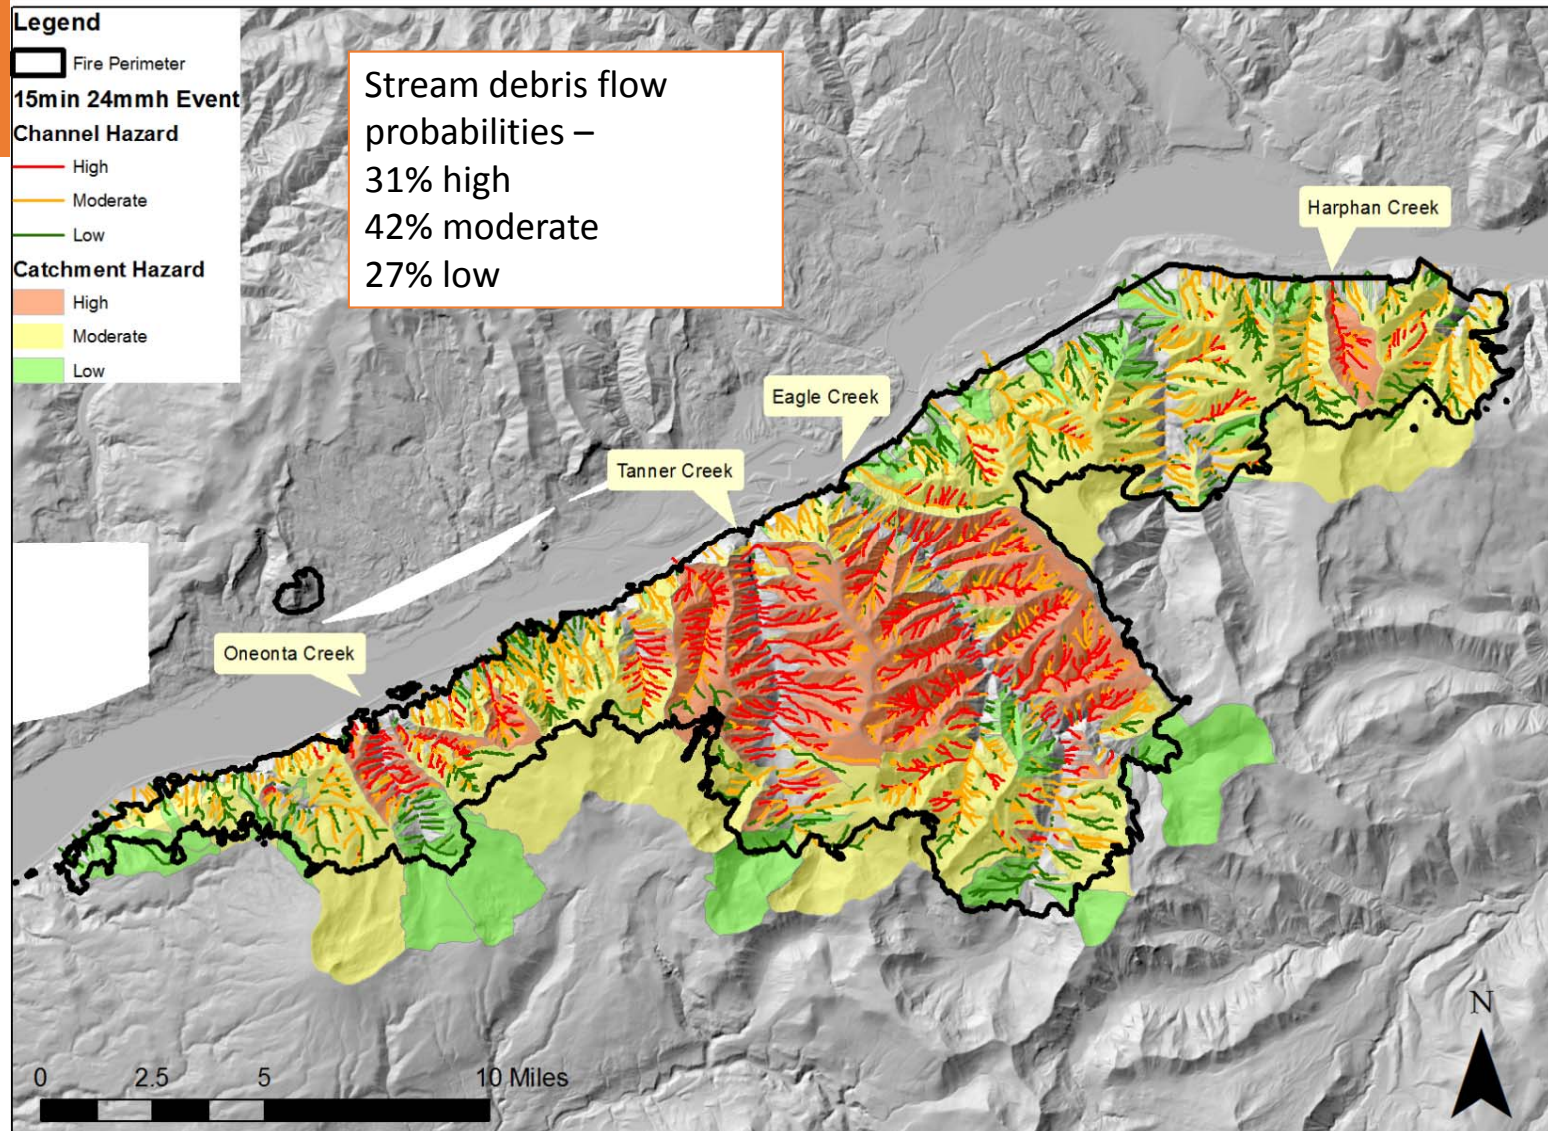 Legend
Fire Perimeter
15min 24mmh Event
Channel Hazard
High
Moderate
Low
Catchment Hazard
High
Moderate
Low
Stream debris flow
probabilities –
31% high
42% moderate
27% low
Harphan Creek
Eagle Creek
Tanner Creek
Oneonta Creek
0 2.5 5 10 Miles
N